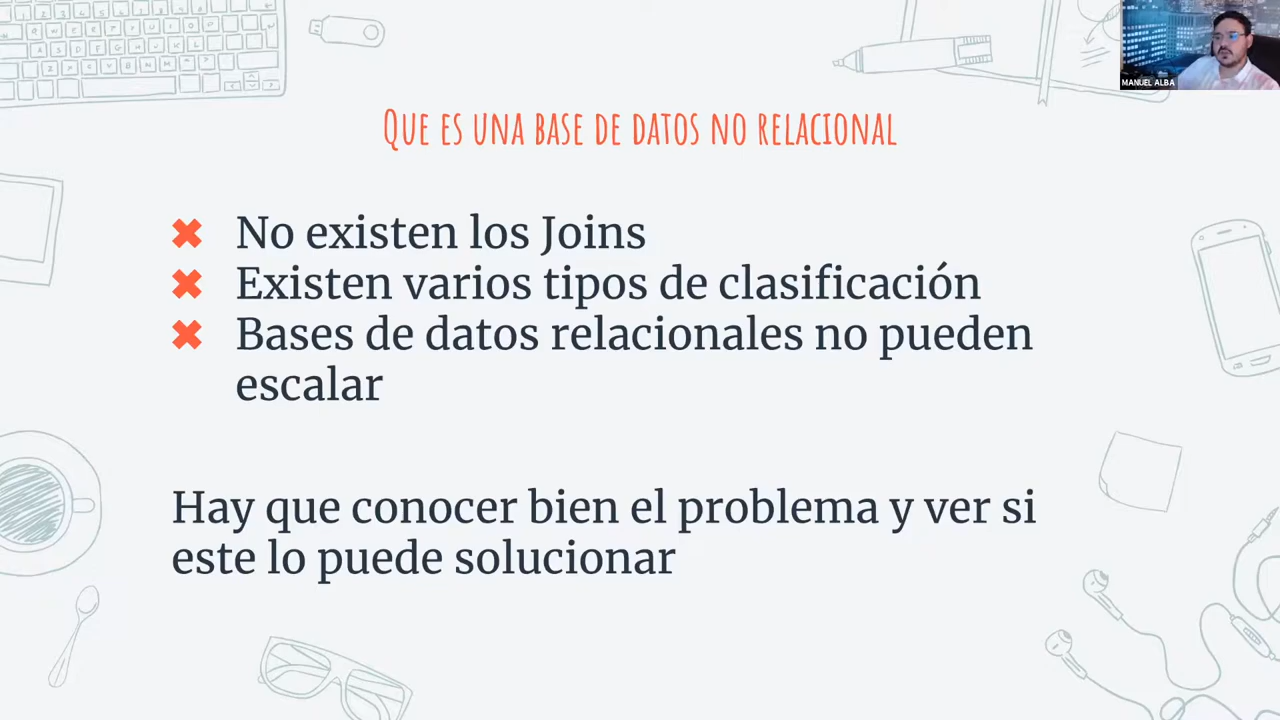 MANUEL ALBA
Que es una base de datos no relacional
✖ No existen los Joins
✖ Existen varios tipos de clasificación
✖ Bases de datos relacionales no pueden
escalar
Hay que conocer bien el problema y ver si
este lo puede solucionar